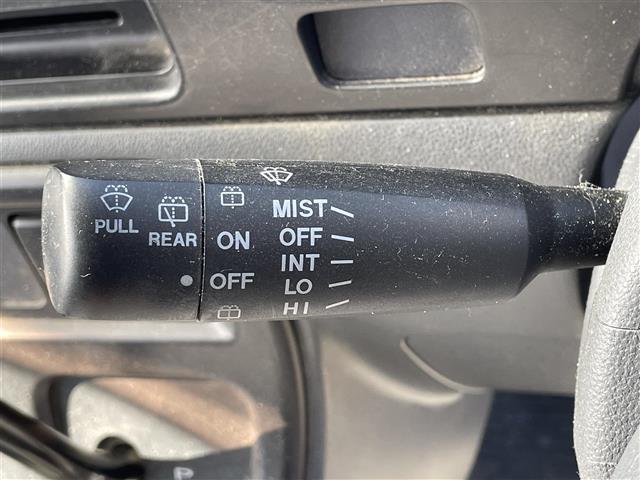 PULL
REAR
ON
OFF
MIST
OFF
INT
LO
HI
P